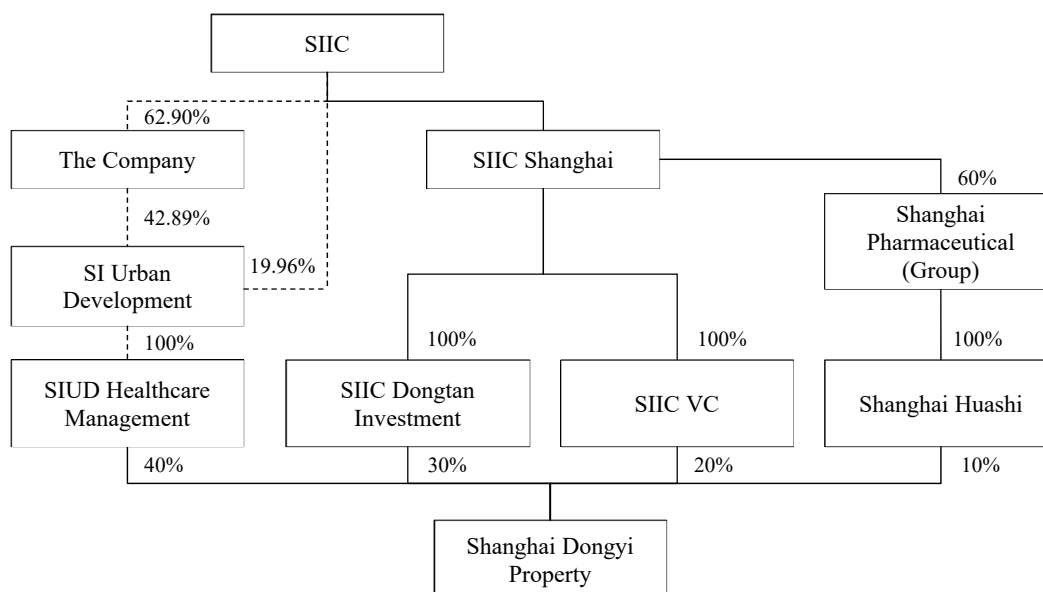 SIIC
62.90%
The Company
SIIC Shanghai
60%
42.89%
Shanghai
Pharmaceutical
(Group)
SI Urban
Development
19.96%
100%
100%
100%
100%
SIUD Healthcare
Management
SIIC Dongtan
Investment
SIIC VC
Shanghai Huashi
40%
30%
20%
10%
Shanghai Dongyi
Property